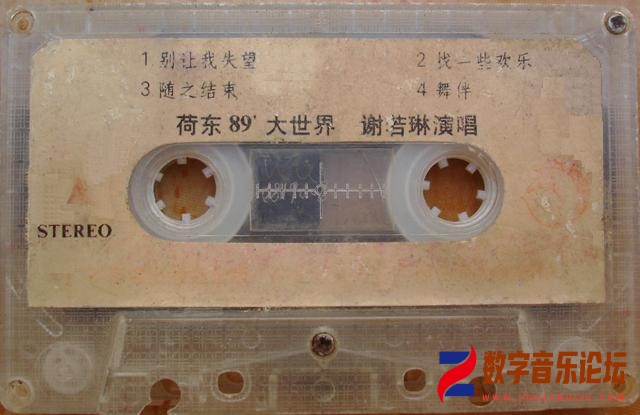 1 别让我失望 2 找一些欢乐
3 随之结束 4 舞伴
荷东 89' 大世界 谢若琳演唱
STEREO
数字音乐论坛